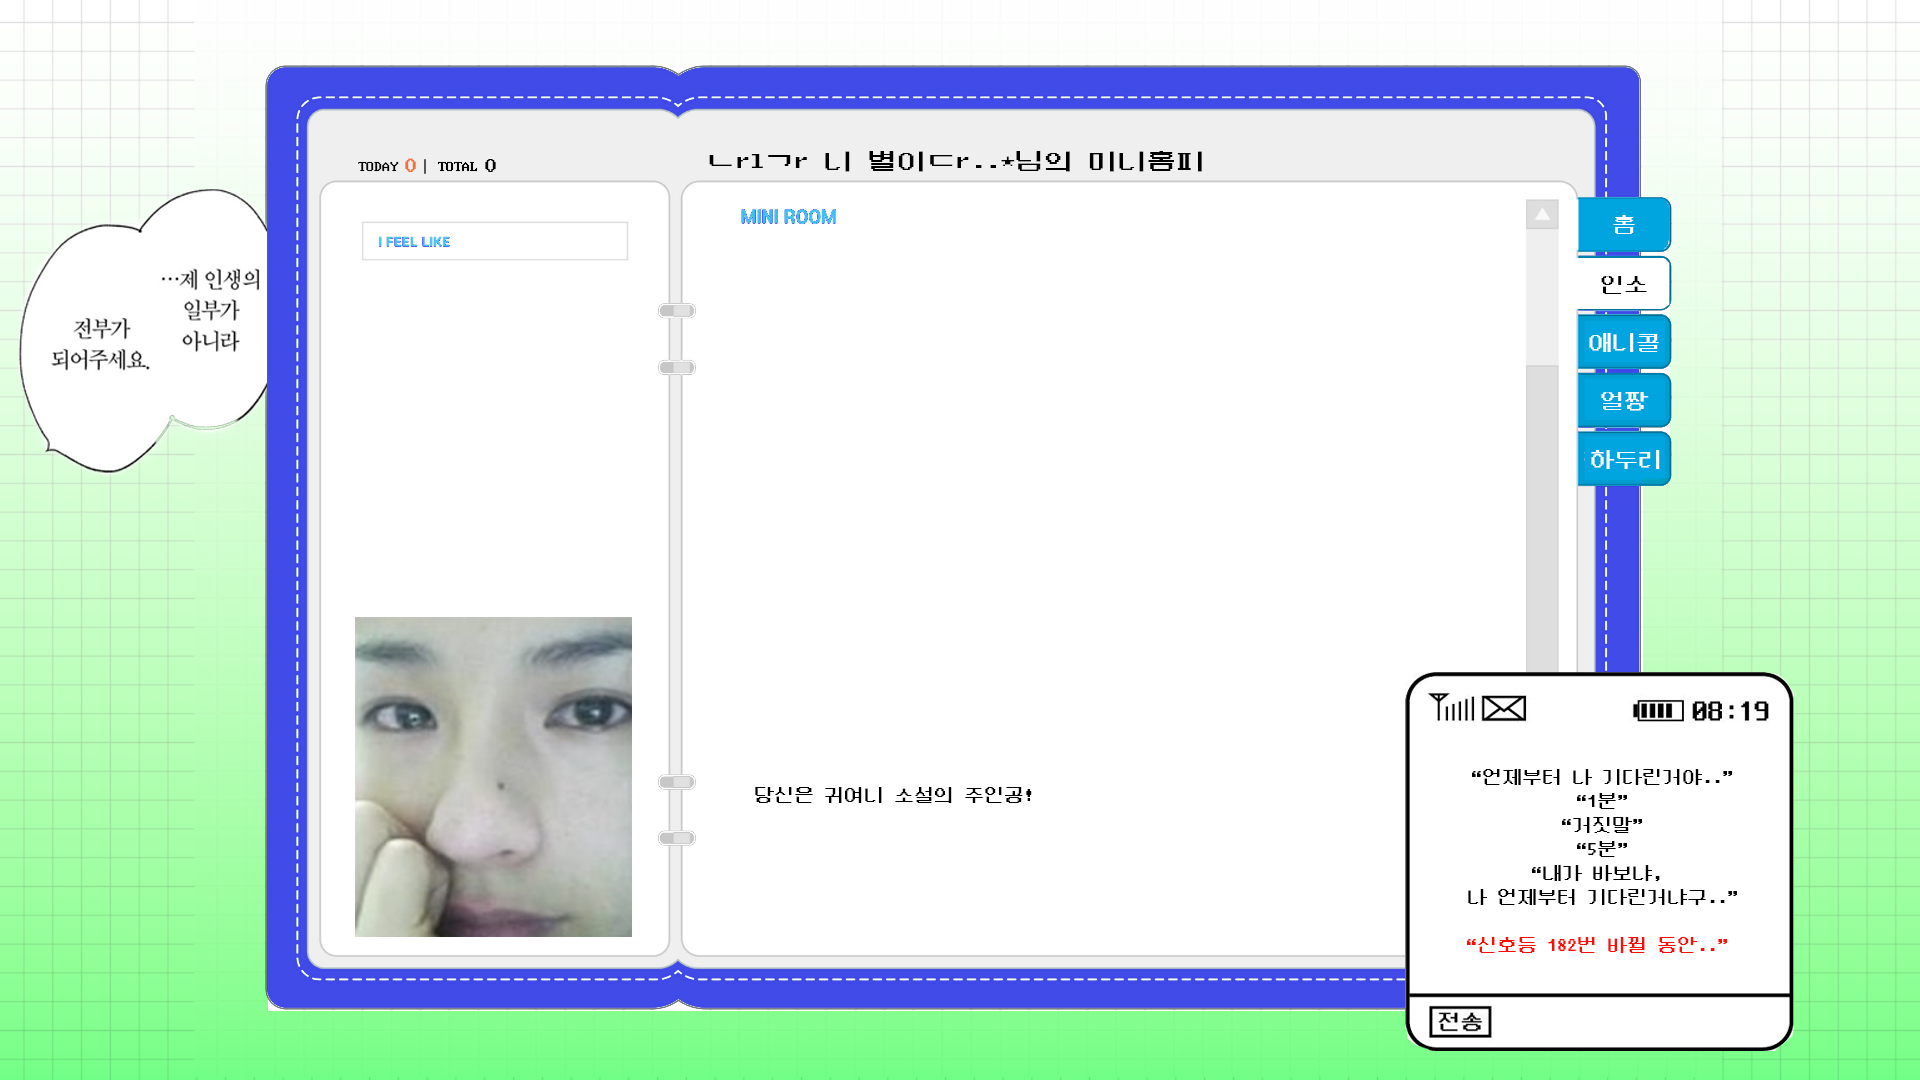 TODAY 0 | TOTAL 0
ㄴr1ㄱr 니 별이ㄷr..*님의 미니홈피
…제 인생의
일부가
아니라
전부가
되어주세요.
I FEEL LIKE
MINI ROOM
당신은 귀여니 소설의 주인공!
홈
인소
애니콜
얼짱
하두리
08:19
“언제부터 나 기다린거야..”
“1분”
“거짓말”
“5분”
“내가 바보냐,
나 언제부터 기다린거냐구..”
“신호등 182번 바뀔 동안..”
전송